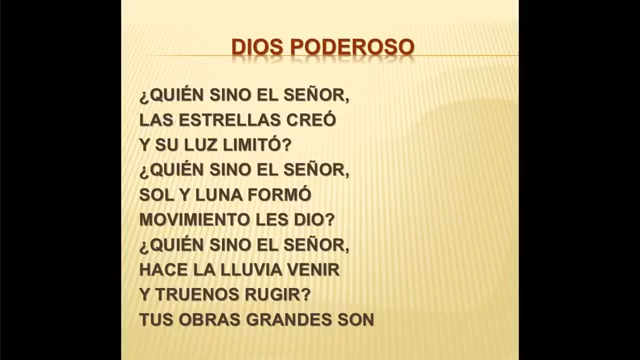 DIOS PODEROSO
¿QUIÉN SINO EL SEÑOR,
LAS ESTRELLAS CREÓ
Y SU LUZ LIMITÓ?
¿QUIÉN SINO EL SEÑOR,
SOL Y LUNA FORMÓ
MOVIMIENTO LES DIO?
¿QUIÉN SINO EL SEÑOR,
HACE LA LLUVIA VENIR
Y TRUENOS RUGIR?
TUS OBRAS GRANDES SON